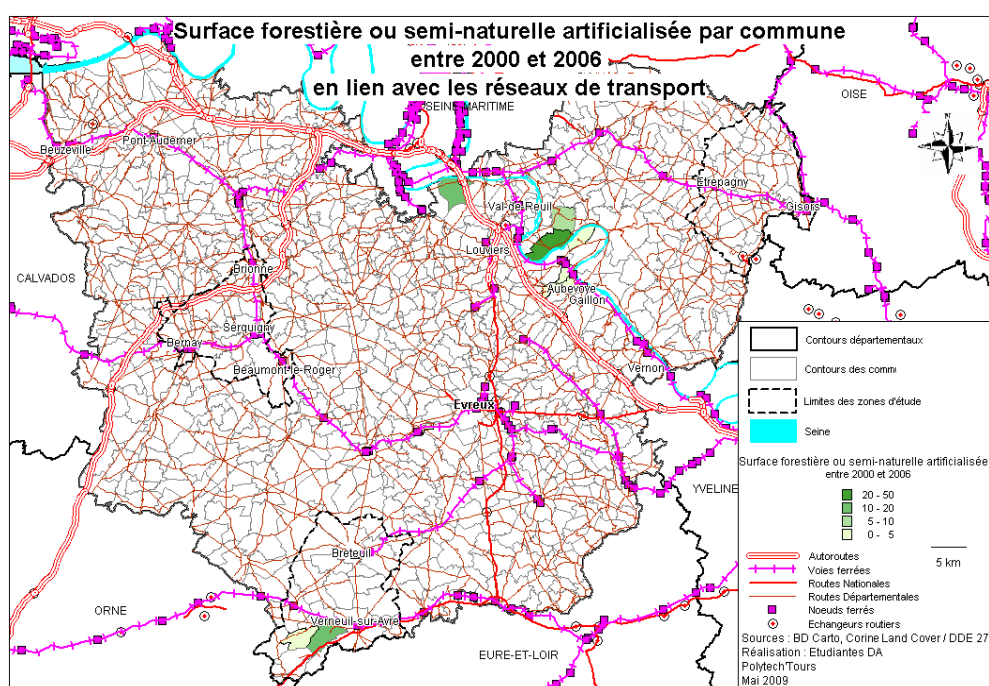 Surface forestière ou semi-naturelle artificialisée par commune
entre 2000 et 2006
en lien avec les réseaux de transport
SEINE MARITIME
OISE
N
Pont-Audemer
Beuzeville
Etrepagny
Gisors
Val-de-Reuil
Louviers
CALVADOS
Brionne
Aubevoye
Gaillon
Serquigny
Bernay
Beaumont-le-Roger
Vernon
Evreux
YVELINE
Breteuil
ORNE
Verneuil-sur-Avre
EURE-ET-LOIR
Contours départementaux
Contours des commu
Limites des zones d'étude
Seine
Surface forestière ou semi-naturelle artificialisée
entre 2000 et 2006
20 - 50
10 - 20
5 - 10
0 - 5
Autoroutes
Voies ferrées
Routes Nationales
Routes Départementales
Noeuds ferrés
Echangeurs routiers
5 km
Sources : BD Carto, Corine Land Cover / DDE 27
Réalisation : Etudiantes DA
Polytech'Tours
Mai 2009